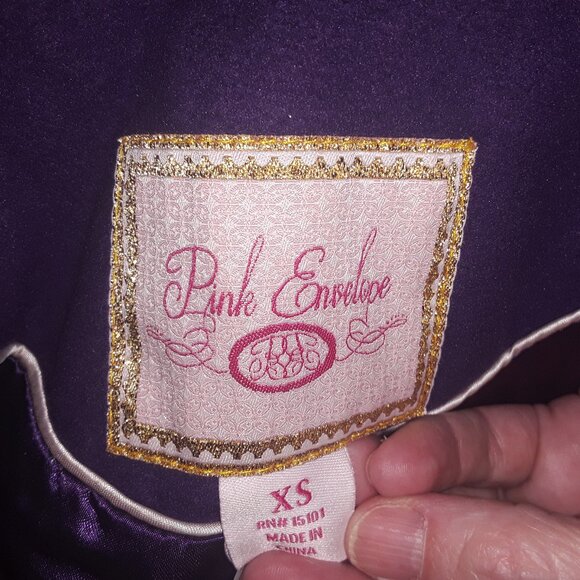 Pink Envelope
XS
RN# 15101
MADE IN
CHINA